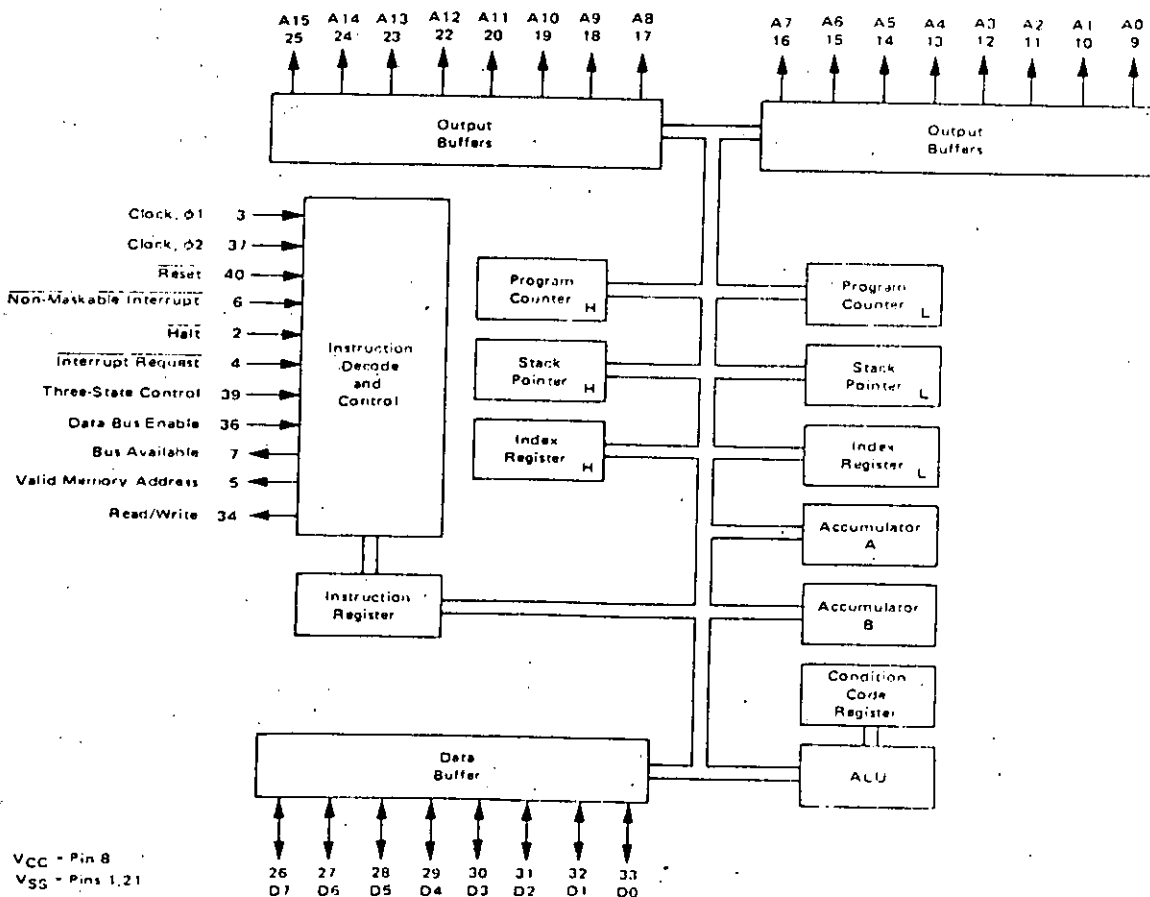 A15 A14 A13 A12 A11 A10 A9 A8
25 24 23 22 20 19 18 17
A7 A6 A5 A4 A3 A2 A1 A0
16 15 14 13 12 11 10 9
Output
Buffers
Output
Buffers
Clock, ϕ1 3
Clock, ϕ2 37
Reset 40
Non-Maskable Interrupt 6
Halt 2
Interrupt Request 4
Three-State Control 39
Data Bus Enable 36
Bus Available 7
Valid Memory Address 5
Read/Write 34
Instruction
Decode
and
Control
Program
Counter H
Program
Counter L
Stack
Pointer H
Stack
Pointer L
Index
Register H
Index
Register L
Accumulator
A
Instruction
Register
Accumulator
B
Condition
Code
Register
Data
Buffer
ALU
26 27 28 29 30 31 32 33
D7 D6 D5 D4 D3 D2 D1 D0
VCC - Pin 8
VSS - Pins 1,21